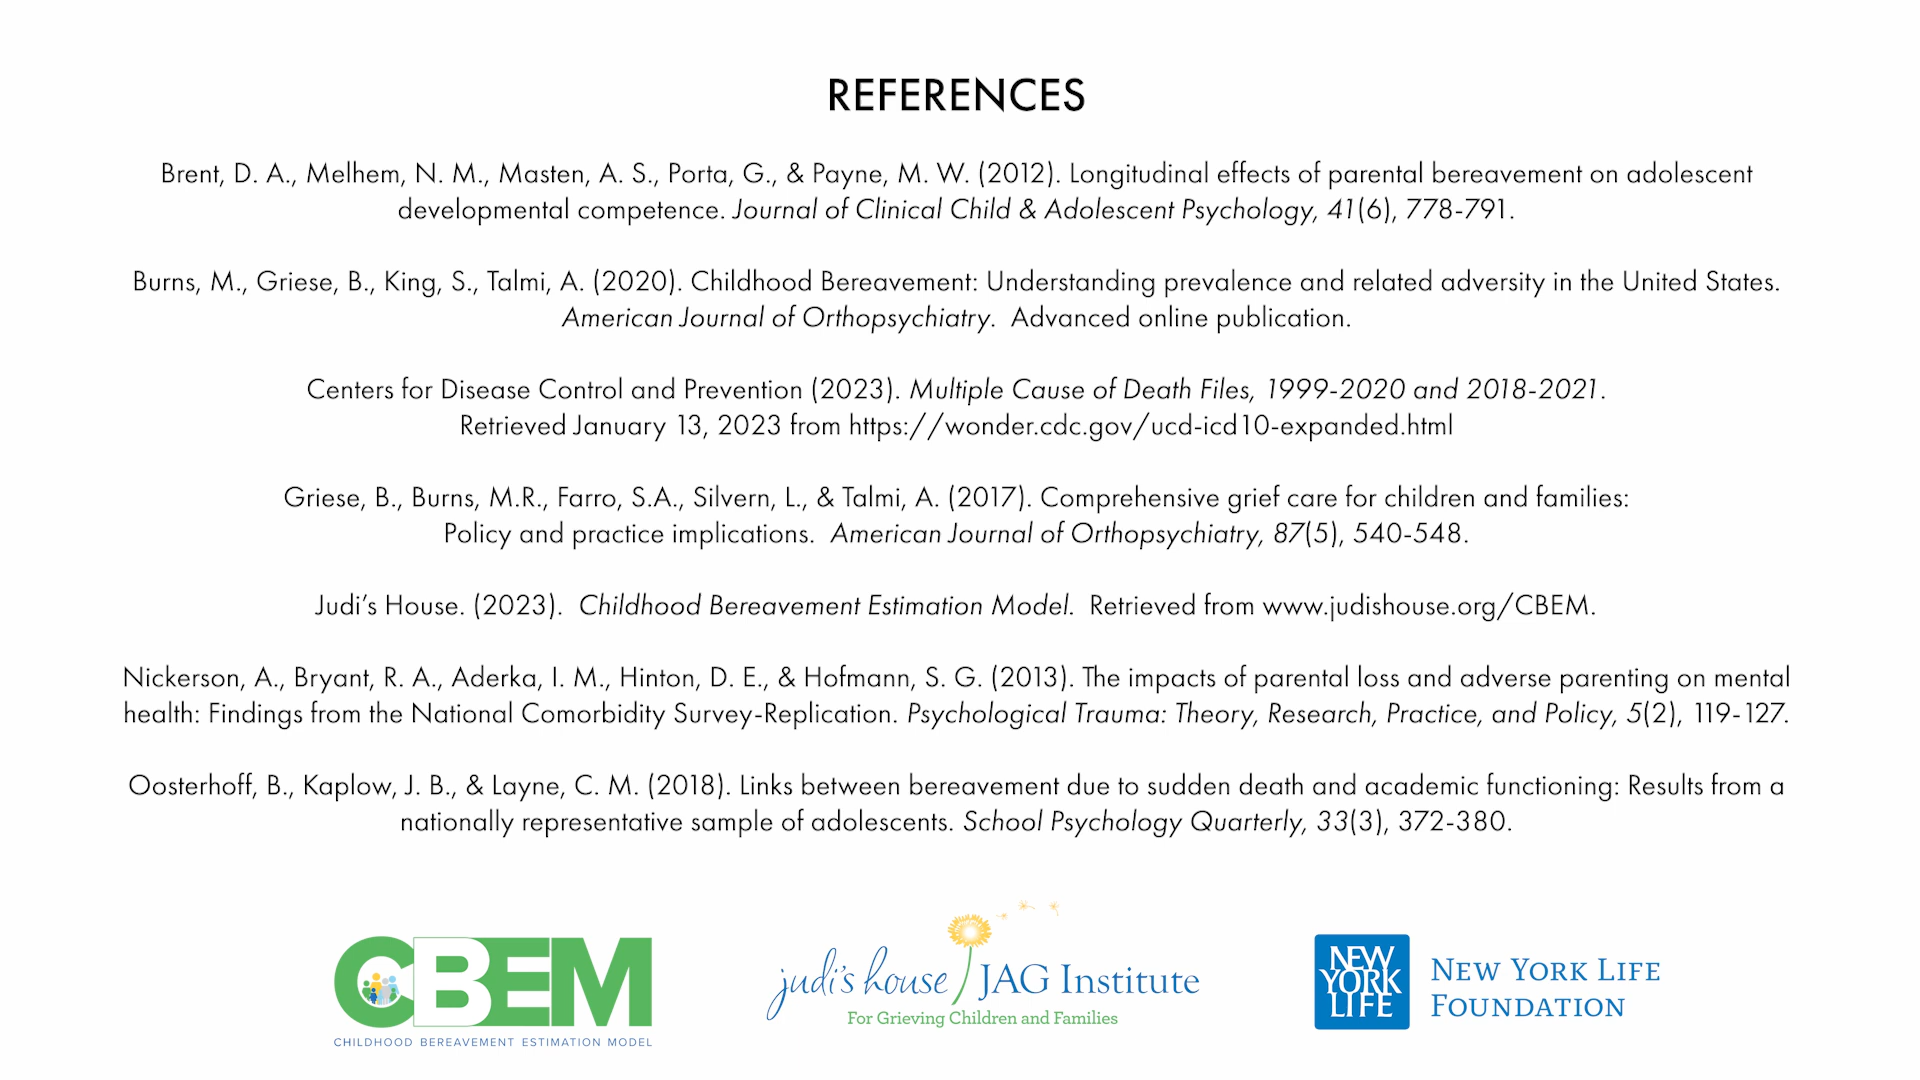 REFERENCES
Brent, D. A., Melhem, N. M., Masten, A. S., Porta, G., & Payne, M. W. (2012). Longitudinal effects of parental bereavement on adolescent
developmental competence. Journal of Clinical Child & Adolescent Psychology, 41(6), 778-791.
Burns, M., Griese, B., King, S., Talmi, A. (2020). Childhood Bereavement: Understanding prevalence and related adversity in the United States.
American Journal of Orthopsychiatry. Advanced online publication.
Centers for Disease Control and Prevention (2023). Multiple Cause of Death Files, 1999-2020 and 2018-2021.
Retrieved January 13, 2023 from https://wonder.cdc.gov/ucd-icd10-expanded.html
Griese, B., Burns, M.R., Farro, S.A., Silvern, L., & Talmi, A. (2017). Comprehensive grief care for children and families:
Policy and practice implications. American Journal of Orthopsychiatry, 87(5), 540-548.
Judi's House. (2023). Childhood Bereavement Estimation Model. Retrieved from www.judishouse.org/CBEM.
Nickerson, A., Bryant, R. A., Aderka, I. M., Hinton, D. E., & Hofmann, S. G. (2013). The impacts of parental loss and adverse parenting on mental
health: Findings from the National Comorbidity Survey-Replication. Psychological Trauma: Theory, Research, Practice, and Policy, 5(2), 119-127.
Oosterhoff, B., Kaplow, J. B., & Layne, C. M. (2018). Links between bereavement due to sudden death and academic functioning: Results from a
nationally representative sample of adolescents. School Psychology Quarterly, 33(3), 372-380.
CBEM
CHILDHOOD BEREAVEMENT ESTIMATION MODEL
judi's house JAG Institute
For Grieving Children and Families
NEW
YORK
LIFE
NEW YORK LIFE
FOUNDATION